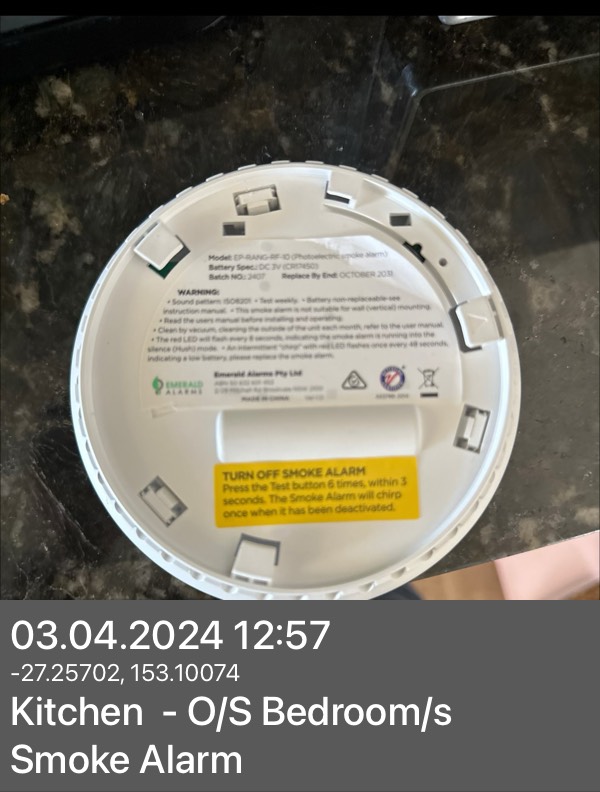 Model: EP-RANG-RF-ID (Photoelectric smoke alarm)
Battery Spec.: DC 3V (CR17450)
Batch NO.: 2407 Replace By End: OCTOBER 2031
WARNING:
• Sound pattern: ISO8201 • Test weekly. • Battery non-replaceable-see
instruction manual. • This smoke alarm is not suitable for wall (vertical) mounting.
• Read the users manual before installing and operating.
• Clean by vacuum, cleaning the outside of the unit each month, refer to the user manual.
• The red LED will flash every 8 seconds, indicating the smoke alarm is running into the
silence (Hush) mode. • An intermittent "chirp" with red LED flashes once every 48 seconds,
indicating a low battery, please replace the smoke alarm.
EMERALD
ALARMS
Emerald Alarms Pty Ltd
MADE IN CHINA
TURN OFF SMOKE ALARM
Press the Test button 6 times, within 3
seconds. The Smoke Alarm will chirp
once when it has been deactivated.
03.04.2024 12:57
-27.25702, 153.10074
Kitchen - O/S Bedroom/s
Smoke Alarm